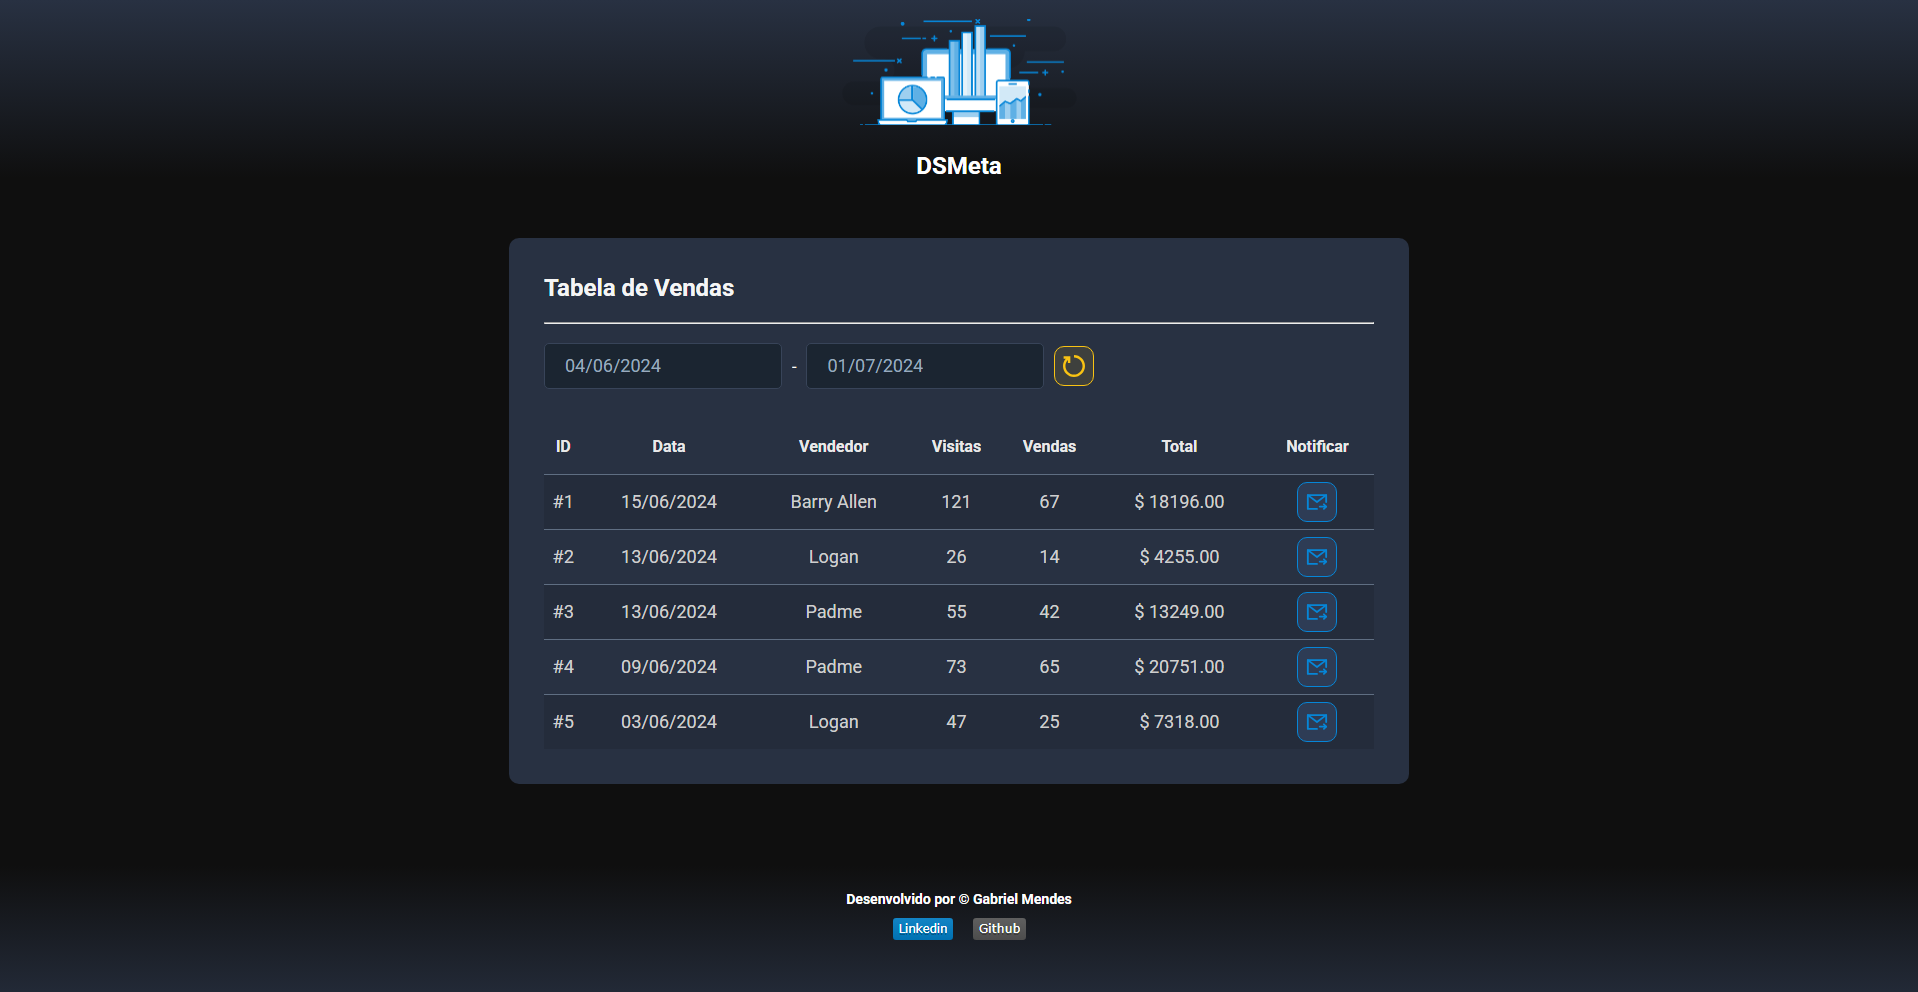 DSMeta
Tabela de Vendas
04/06/2024 - 01/07/2024
ID Data Vendedor Visitas Vendas Total Notificar
#1 15/06/2024 Barry Allen 121 67 $ 18196.00
#2 13/06/2024 Logan 26 14 $ 4255.00
#3 13/06/2024 Padme 55 42 $ 13249.00
#4 09/06/2024 Padme 73 65 $ 20751.00
#5 03/06/2024 Logan 47 25 $ 7318.00
Desenvolvido por © Gabriel Mendes
Linkedin Github